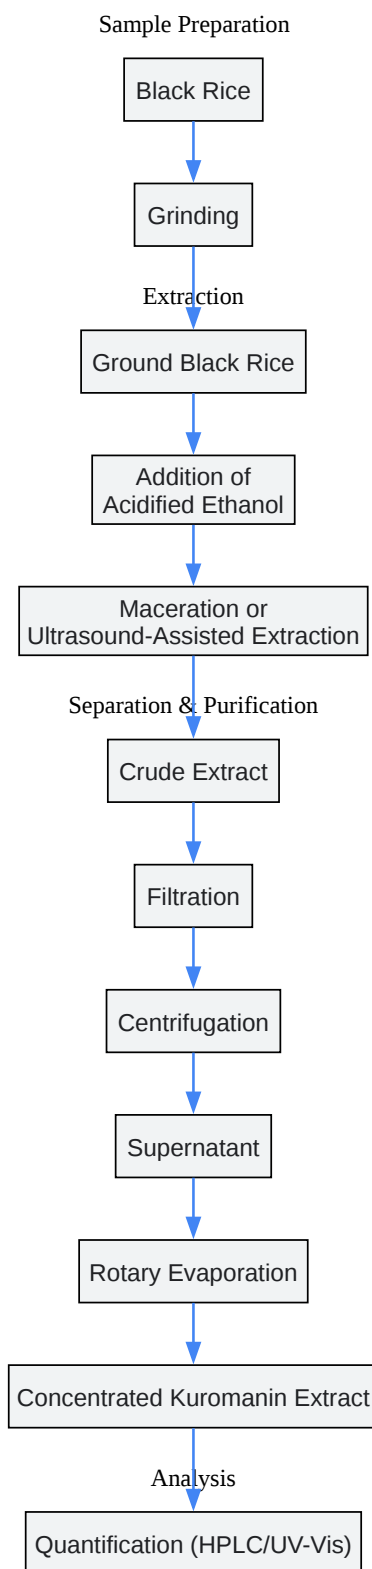 Sample Preparation
Black Rice
Grinding
Extraction
Ground Black Rice
Addition of
Acidified Ethanol
Maceration or
Ultrasound-Assisted Extraction
Separation & Purification
Crude Extract
Filtration
Centrifugation
Supernatant
Rotary Evaporation
Concentrated Kuromanin Extract
Analysis
Quantification (HPLC/UV-Vis)